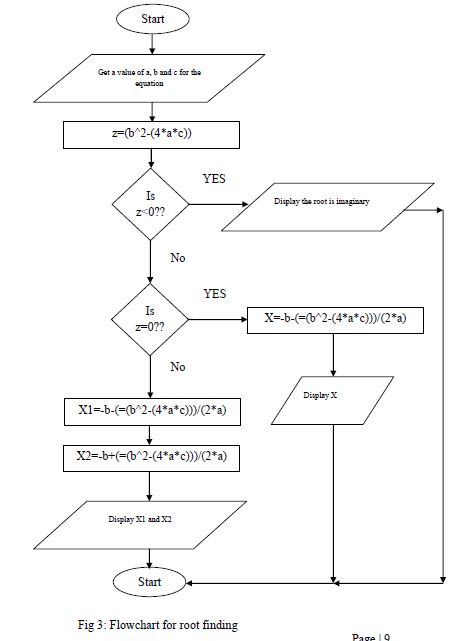 Start
Get a value of a, b and c for the
equation
z=(b^2-(4*a*c))
YES
Is
z<0??
Display the root is imaginary
No
YES
Is
z=0??
X=-b-(=(b^2-(4*a*c)))/(2*a)
No
Display X
X1=-b-(=(b^2-(4*a*c)))/(2*a)
X2=-b+(=(b^2-(4*a*c)))/(2*a)
Display X1 and X2
Start
Fig 3: Flowchart for root finding
Page | 9